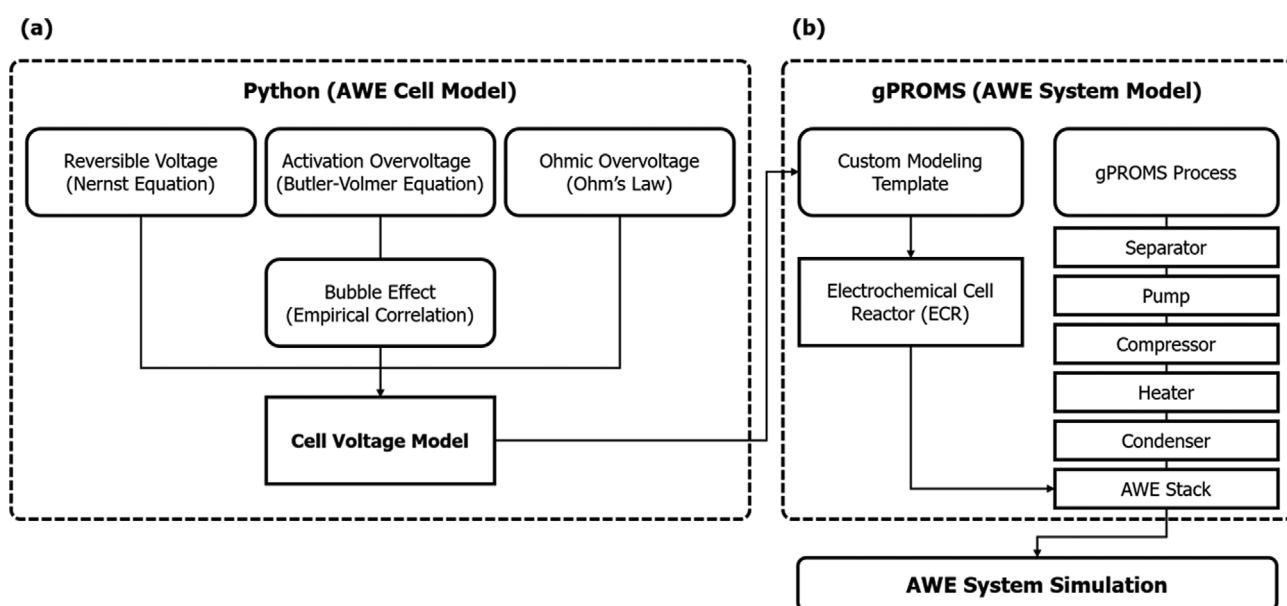 (a)
Python (AWE Cell Model)
Reversible Voltage
(Nernst Equation)
Activation Overvoltage
(Butler-Volmer Equation)
Ohmic Overvoltage
(Ohm's Law)
Bubble Effect
(Empirical Correlation)
Cell Voltage Model
(b)
gPROMS (AWE System Model)
Custom Modeling
Template
Electrochemical Cell
Reactor (ECR)
gPROMS Process
Separator
Pump
Compressor
Heater
Condenser
AWE Stack
AWE System Simulation